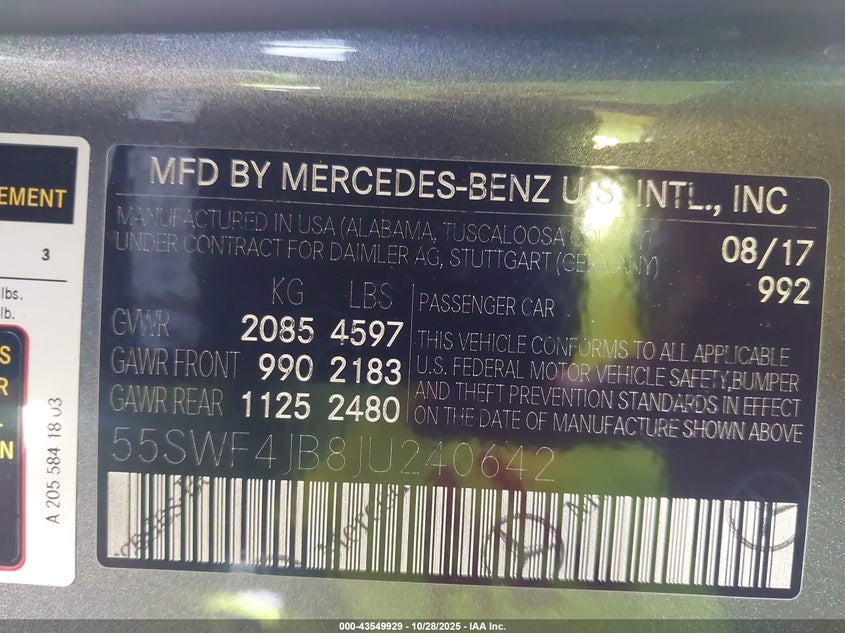 EMENT
3
lbs.
lb.
S
R
N
A 205 584 18 03
MFD BY MERCEDES-BENZ U.S. INTL., INC
MANUFACTURED IN USA (ALABAMA, TUSCALOOSA COUNTY)
UNDER CONTRACT FOR DAIMLER AG, STUTTGART (GERMANY)
08/17
992
KG LBS
GVWR 2085 4597
GAWR FRONT 990 2183
GAWR REAR 1125 2480
PASSENGER CAR
THIS VEHICLE CONFORMS TO ALL APPLICABLE
U.S. FEDERAL MOTOR VEHICLE SAFETY,BUMPER
AND THEFT PREVENTION STANDARDS IN EFFECT
ON THE DATE OF MANUFACTURE SHOWN ABOVE
55SWF4JB8JU240642
000-43549929 - 10/28/2025 - IAA Inc.